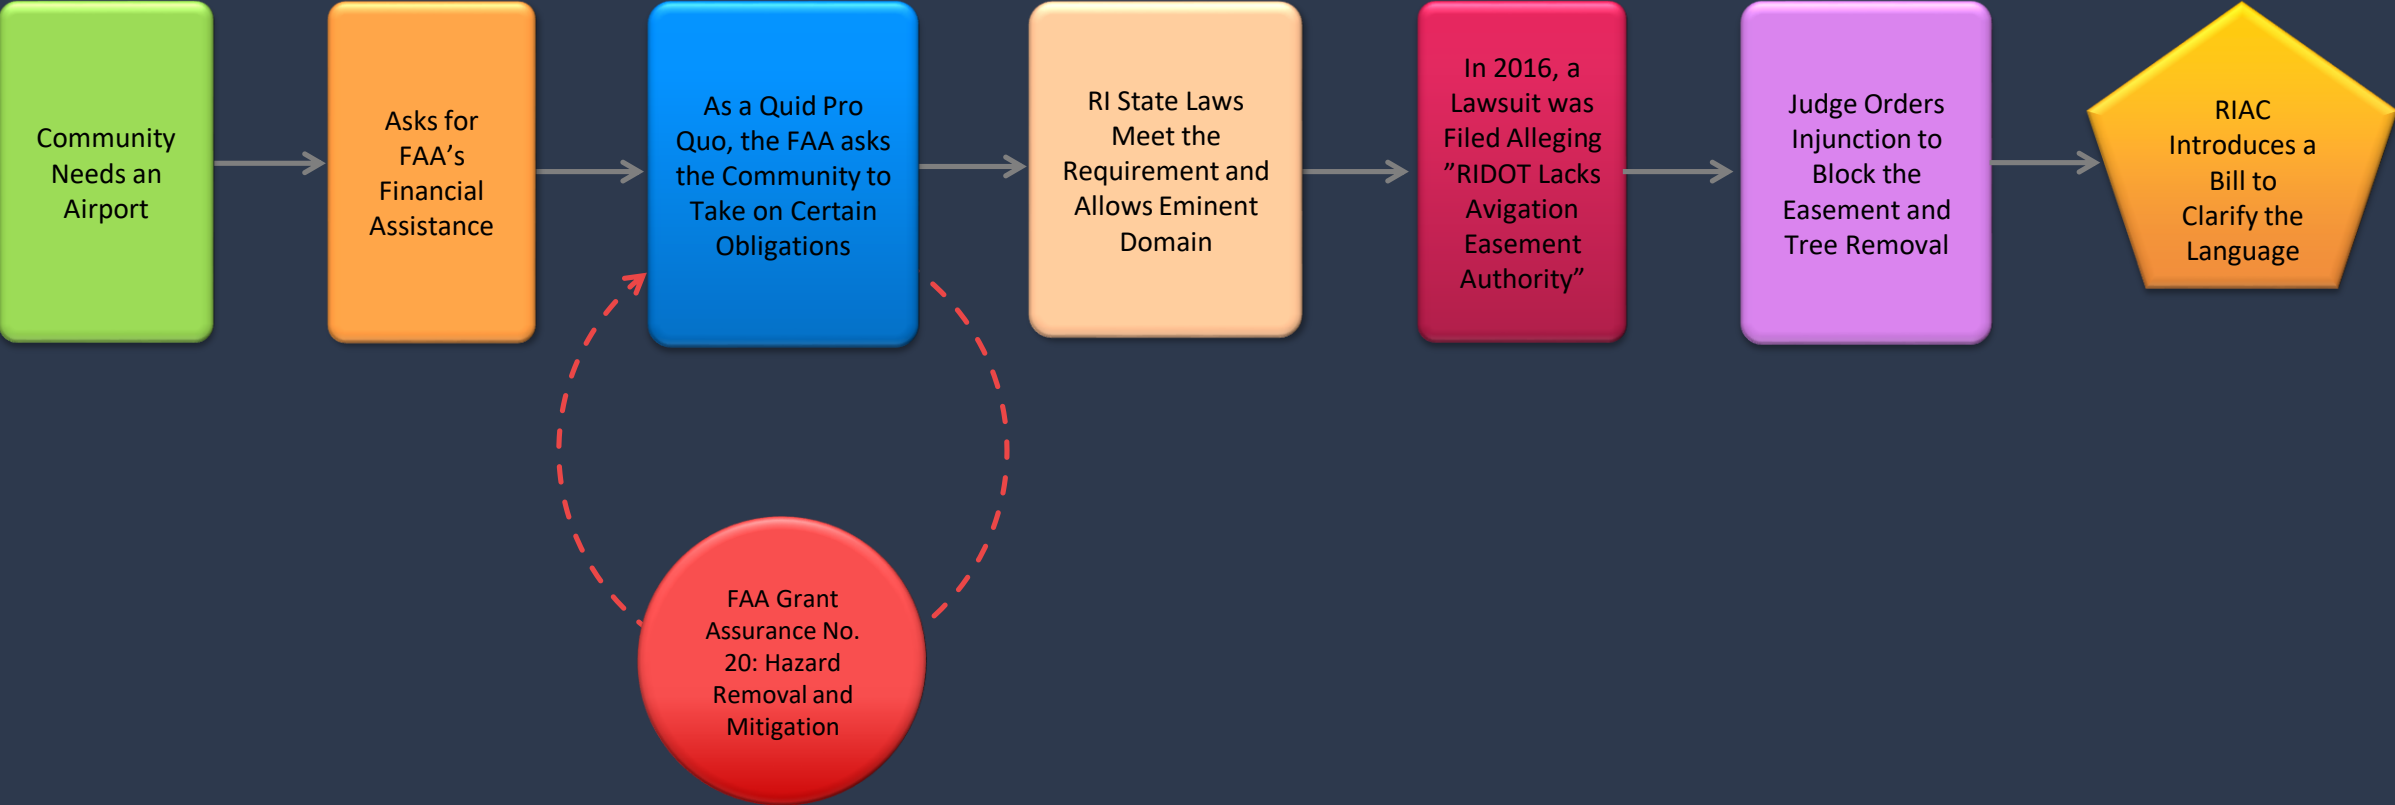 Community
Needs an
Airport
Asks for
FAA’s
Financial
Assistance
As a Quid Pro
Quo, the FAA asks
the Community to
Take on Certain
Obligations
RI State Laws
Meet the
Requirement and
Allows Eminent
Domain
In 2016, a
Lawsuit was
Filed Alleging
”RIDOT Lacks
Avigation
Easement
Authority”
Judge Orders
Injunction to
Block the
Easement and
Tree Removal
RIAC
Introduces a
Bill to
Clarify the
Language
FAA Grant
Assurance No.
20: Hazard
Removal and
Mitigation